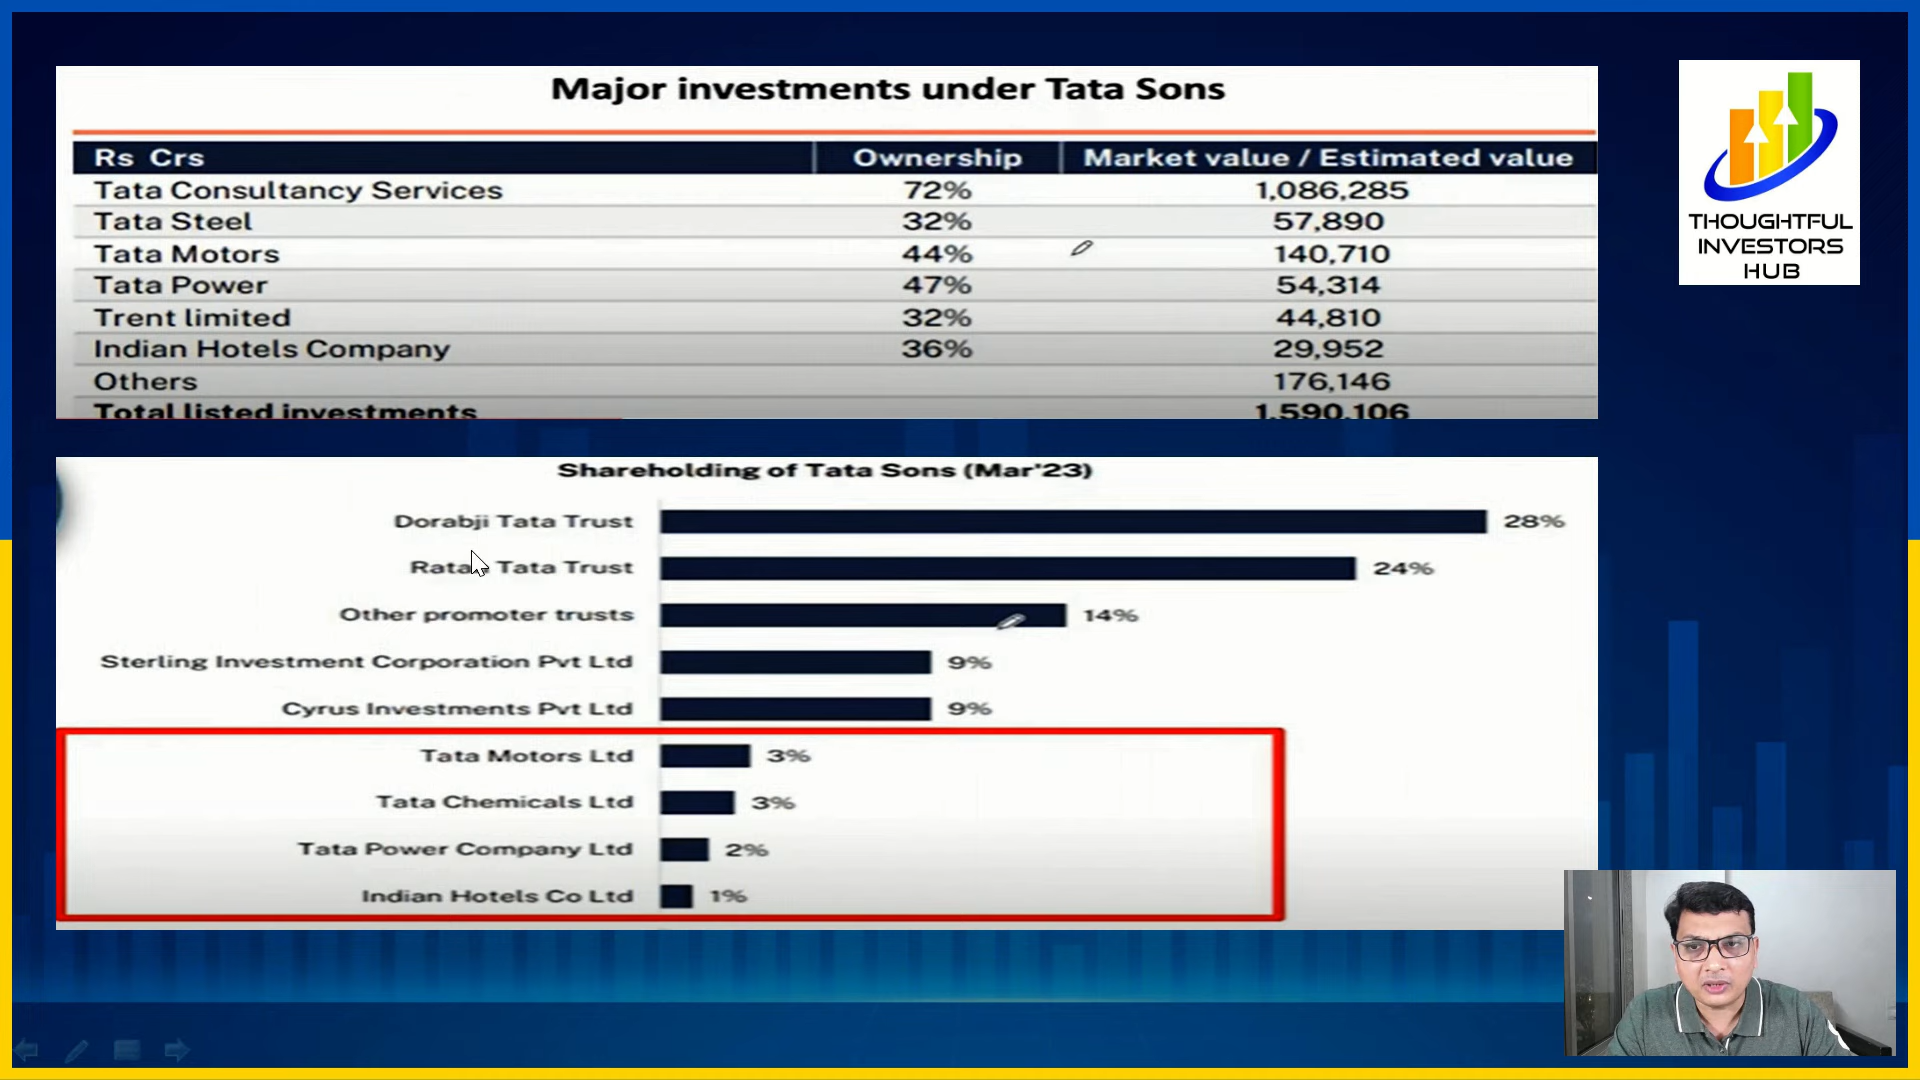 Major investments under Tata Sons
Rs Crs Ownership Market value / Estimated value
Tata Consultancy Services 72% 1,086,285
Tata Steel 32% 57,890
Tata Motors 44% 140,710
Tata Power 47% 54,314
Trent limited 32% 44,810
Indian Hotels Company 36% 29,952
Others 176,146
Total listed investments 1,590,106
THOUGHTFUL
INVESTORS
HUB
Shareholding of Tata Sons (Mar'23)
Dorabji Tata Trust 28%
Ratan Tata Trust 24%
Other promoter trusts 14%
Sterling Investment Corporation Pvt Ltd 9%
Cyrus Investments Pvt Ltd 9%
Tata Motors Ltd 3%
Tata Chemicals Ltd 3%
Tata Power Company Ltd 2%
Indian Hotels Co Ltd 1%